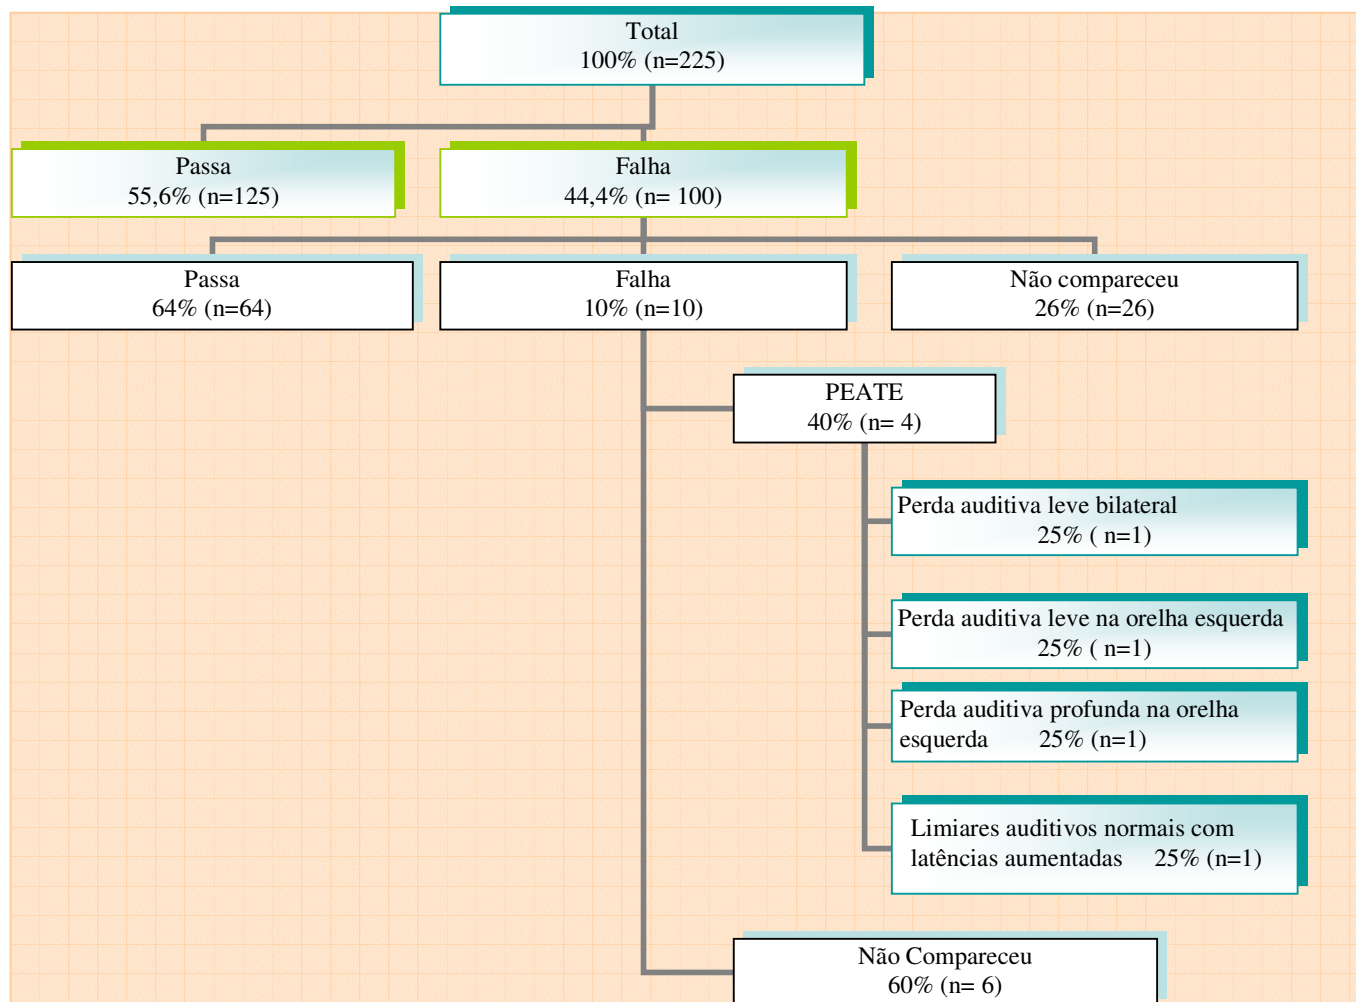 Total
100% (n=225)
Passa
55,6% (n=125)
Falha
44,4% (n= 100)
Passa
64% (n=64)
Falha
10% (n=10)
Não compareceu
26% (n=26)
PEATE
40% (n= 4)
Perda auditiva leve bilateral
25% ( n=1)
Perda auditiva leve na orelha esquerda
25% ( n=1)
Perda auditiva profunda na orelha
esquerda 25% (n=1)
Limiares auditivos normais com
latências aumentadas 25% (n=1)
Não Compareceu
60% (n= 6)